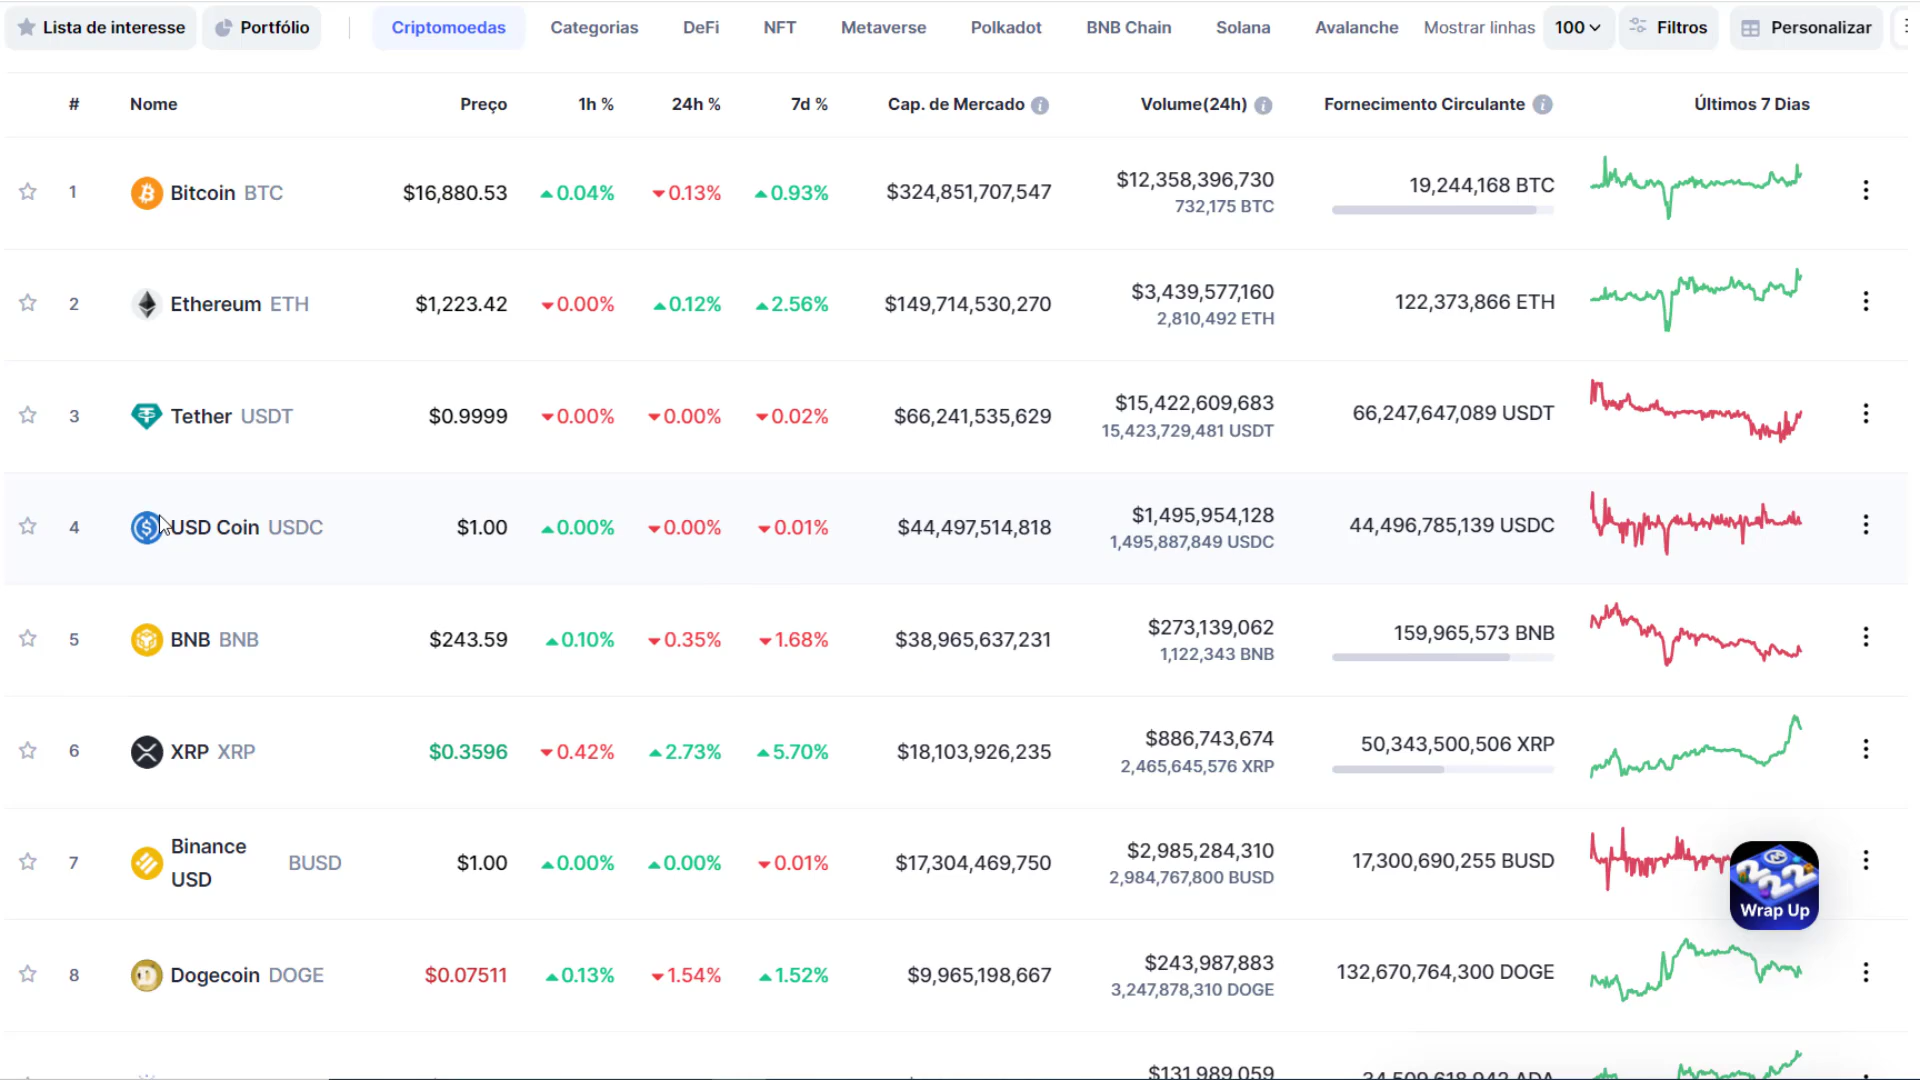 Lista de interesse Portfólio Criptomoedas Categorias DeFi NFT Metaverse Polkadot BNB Chain Solana Avalanche Mostrar linhas 100 Filtros Personalizar
# Nome Preço 1h % 24h % 7d % Cap. de Mercado Volume(24h) Fornecimento Circulante Últimos 7 Dias
1 Bitcoin BTC $16,880.53 0.04% 0.13% 0.93% $324,851,707,547 $12,358,396,730 19,244,168 BTC
732,175 BTC
2 Ethereum ETH $1,223.42 0.00% 0.12% 2.56% $149,714,530,270 $3,439,577,160 122,373,866 ETH
2,810,492 ETH
3 Tether USDT $0.9999 0.00% 0.00% 0.02% $66,241,535,629 $15,422,609,683 66,247,647,089 USDT
15,423,729,481 USDT
4 USD Coin USDC $1.00 0.00% 0.00% 0.01% $44,497,514,818 $1,495,954,128 44,496,785,139 USDC
1,495,887,849 USDC
5 BNB BNB $243.59 0.10% 0.35% 1.68% $38,965,637,231 $273,139,062 159,965,573 BNB
1,122,343 BNB
6 XRP XRP $0.3596 0.42% 2.73% 5.70% $18,103,926,235 $886,743,674 50,343,500,506 XRP
2,465,645,576 XRP
7 Binance USD BUSD $1.00 0.00% 0.00% 0.01% $17,304,469,750 $2,985,284,310 17,300,690,255 BUSD
2,984,767,800 BUSD
2022
Wrap Up
8 Dogecoin DOGE $0.07511 0.13% 1.54% 1.52% $9,965,198,667 $243,987,883 132,670,764,300 DOGE
3,247,878,310 DOGE
$131,989,059 34,509,618,942 ADA